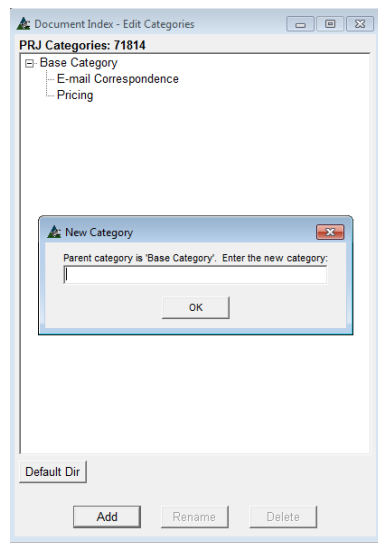 Document Index - Edit Categories
PRJ Categories: 71814
Base Category
E-mail Correspondence
Pricing
New Category
Parent category is 'Base Category'. Enter the new category:
OK
Default Dir
Add Rename Delete